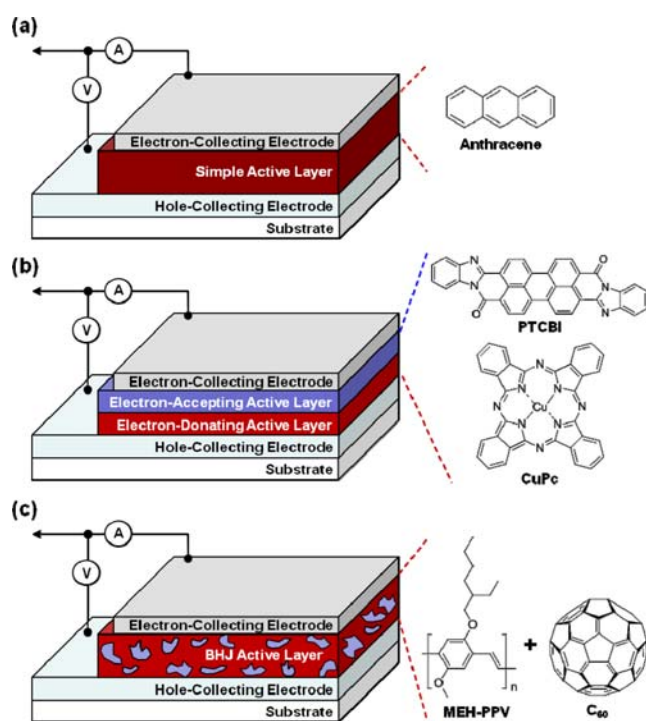 (a)
A
V
Electron-Collecting Electrode
Simple Active Layer
Hole-Collecting Electrode
Substrate
Anthracene
(b)
A
V
Electron-Collecting Electrode
Electron-Accepting Active Layer
Electron-Donating Active Layer
Hole-Collecting Electrode
Substrate
N
O
N
N
O
N
PTCBI
N
N
N
N
Cu
N
N
N
N
CuPc
(c)
A
V
Electron-Collecting Electrode
BHJ Active Layer
Hole-Collecting Electrode
Substrate
O
O
n
MEH-PPV
+
C₆₀